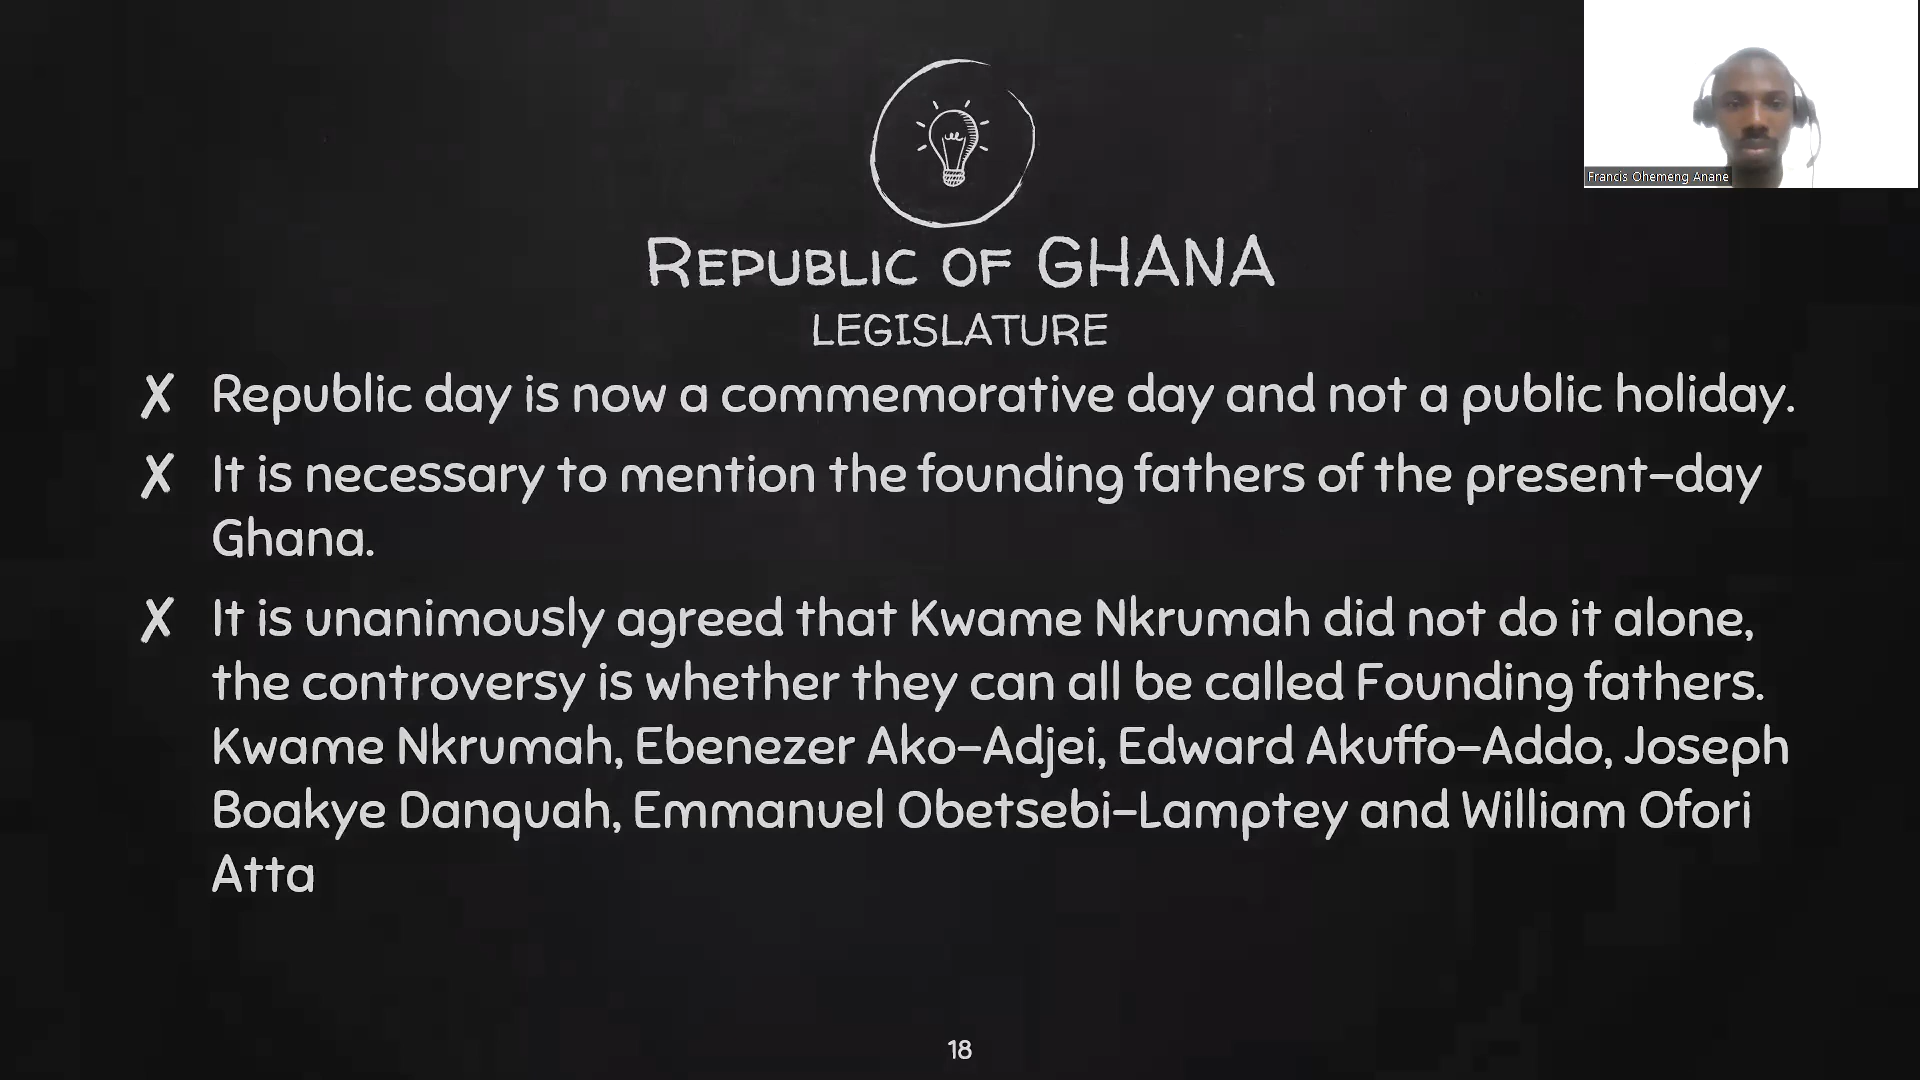 Francis Ohemeng Anane
Republic of GHANA
LEGISLATURE
✗ Republic day is now a commemorative day and not a public holiday.
✗ It is necessary to mention the founding fathers of the present-day
Ghana.
✗ It is unanimously agreed that Kwame Nkrumah did not do it alone,
the controversy is whether they can all be called Founding fathers.
Kwame Nkrumah, Ebenezer Ako-Adjei, Edward Akuffo-Addo, Joseph
Boakye Danquah, Emmanuel Obetsebi-Lamptey and William Ofori
Atta
18